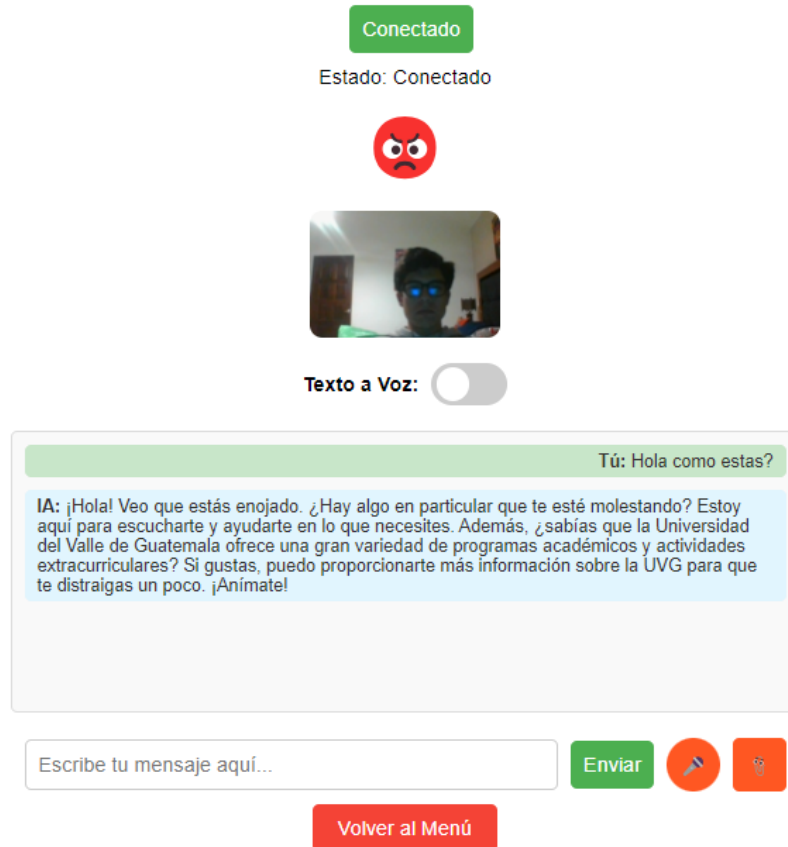 Conectado
Estado: Conectado
Texto a Voz:
Tú: Hola como estas?
IA: ¡Hola! Veo que estás enojado. ¿Hay algo en particular que te esté molestando? Estoy
aquí para escucharte y ayudarte en lo que necesites. Además, ¿sabías que la Universidad
del Valle de Guatemala ofrece una gran variedad de programas académicos y actividades
extracurriculares? Si gustas, puedo proporcionarte más información sobre la UVG para que
te distraigas un poco. ¡Anímate!
Escribe tu mensaje aquí...
Enviar
Volver al Menú